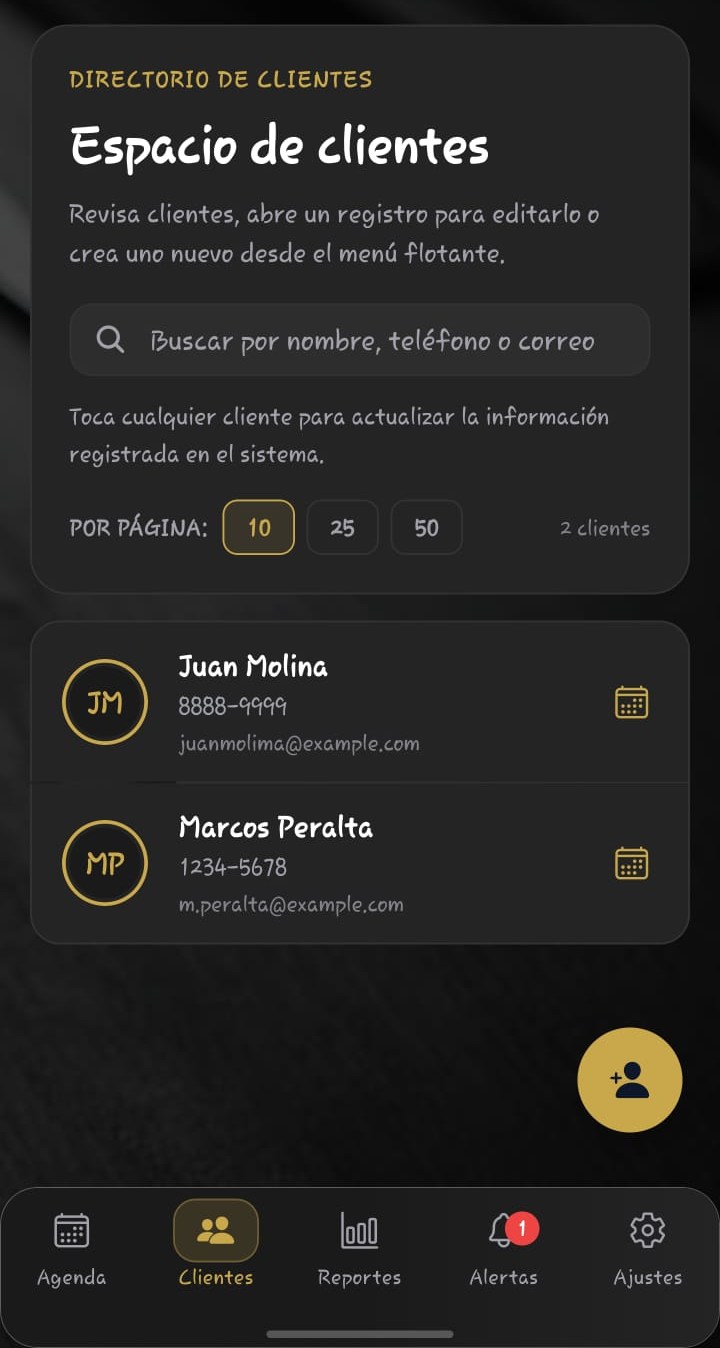 DIRECTORIO DE CLIENTES
Espacio de clientes
Revisa clientes, abre un registro para editarlo o
crea uno nuevo desde el menú flotante.
Buscar por nombre, teléfono o correo
Toca cualquier cliente para actualizar la información
registrada en el sistema.
POR PÁGINA: 10 25 50 2 clientes
JM
Juan Molina
8888-9999
juanmolima@example.com
MP
Marcos Peralta
1234-5678
m.peralta@example.com
1
Agenda Clientes Reportes Alertas Ajustes